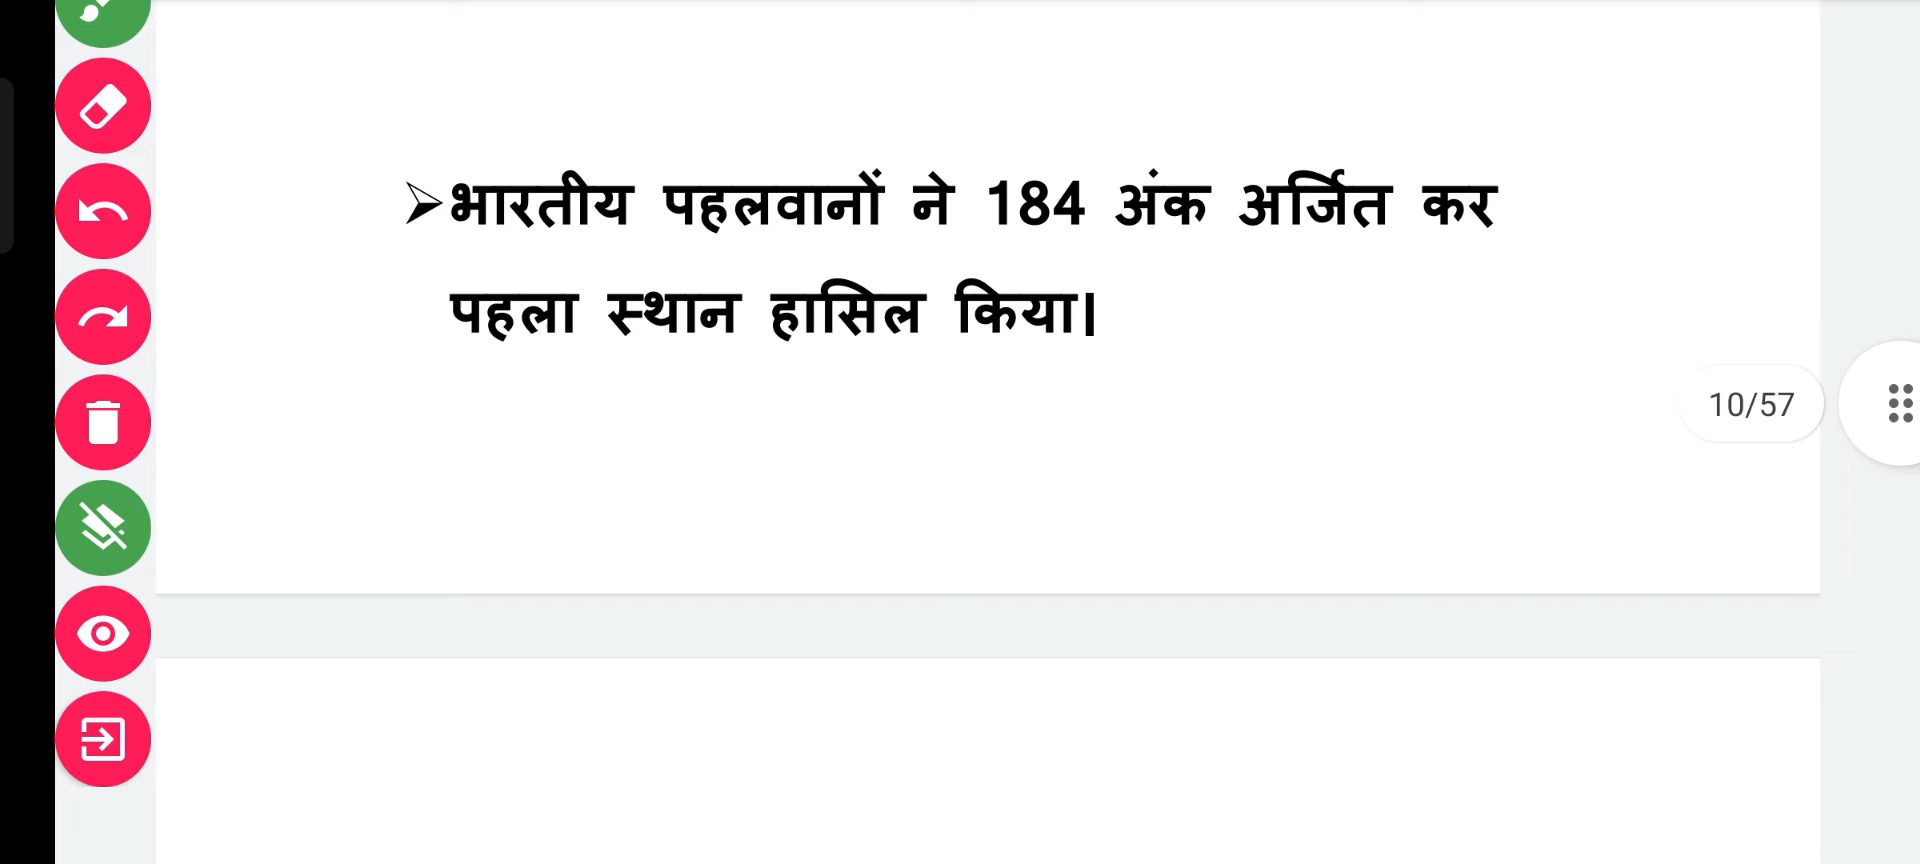 ➢भारतीय पहलवानों ने 184 अंक अर्जित कर
पहला स्थान हासिल किया।
10/57